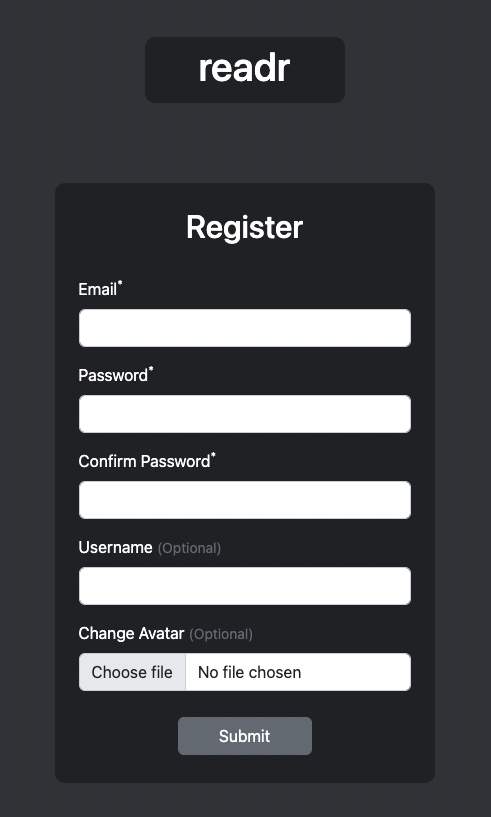 readr
Register
Email*
Password*
Confirm Password*
Username (Optional)
Change Avatar (Optional)
Choose file No file chosen
Submit